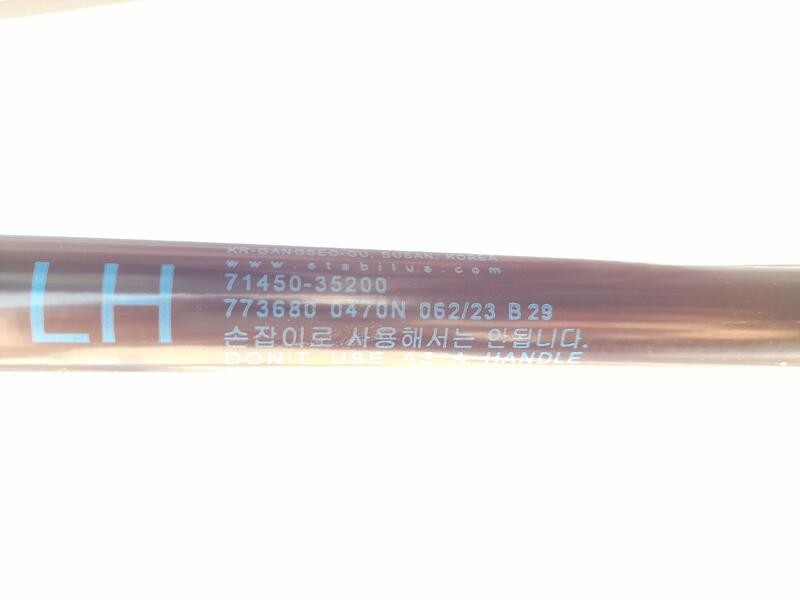 LH
KR-GANGSEO-GU, BUSAN, KOREA
www.stabilus.com
71450-35200
773680 0470N 062/23 B 29
손잡이로 사용해서는 안됩니다.
DON'T USE AS A HANDLE